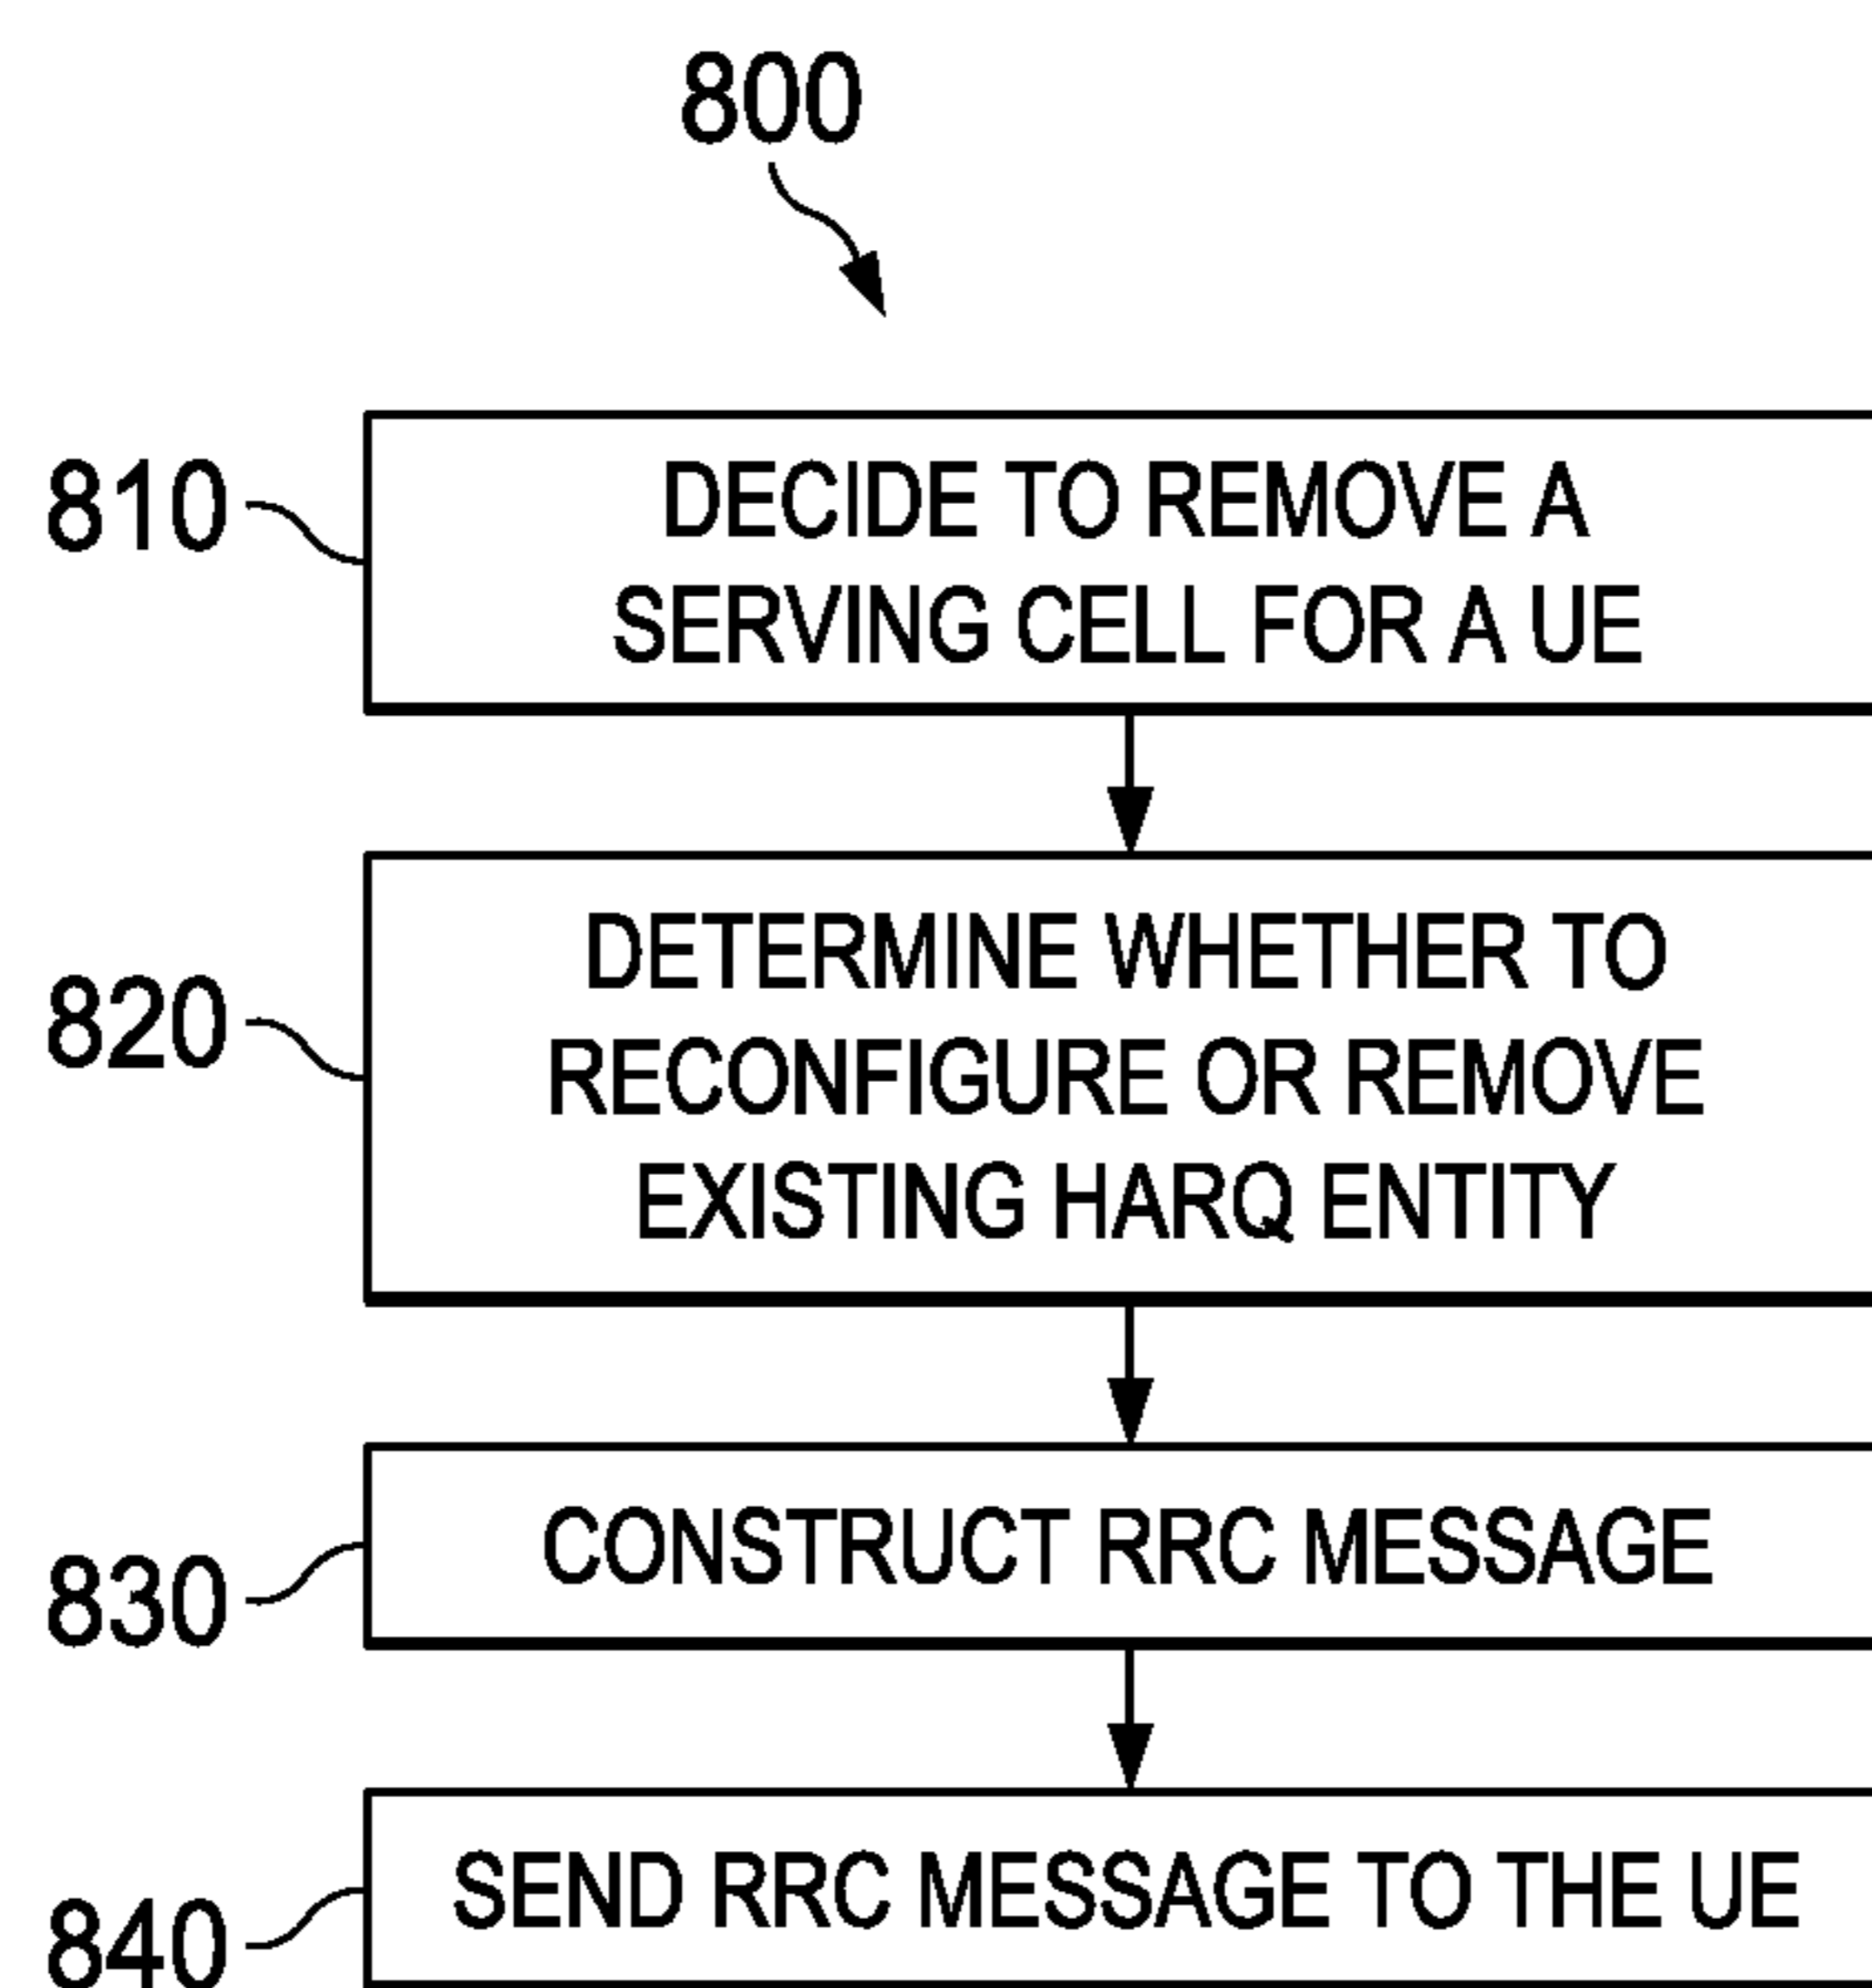 800
810
DECIDE TO REMOVE A
SERVING CELL FOR A UE
820
DETERMINE WHETHER TO
RECONFIGURE OR REMOVE
EXISTING HARQ ENTITY
830
CONSTRUCT RRC MESSAGE
840
SEND RRC MESSAGE TO THE UE